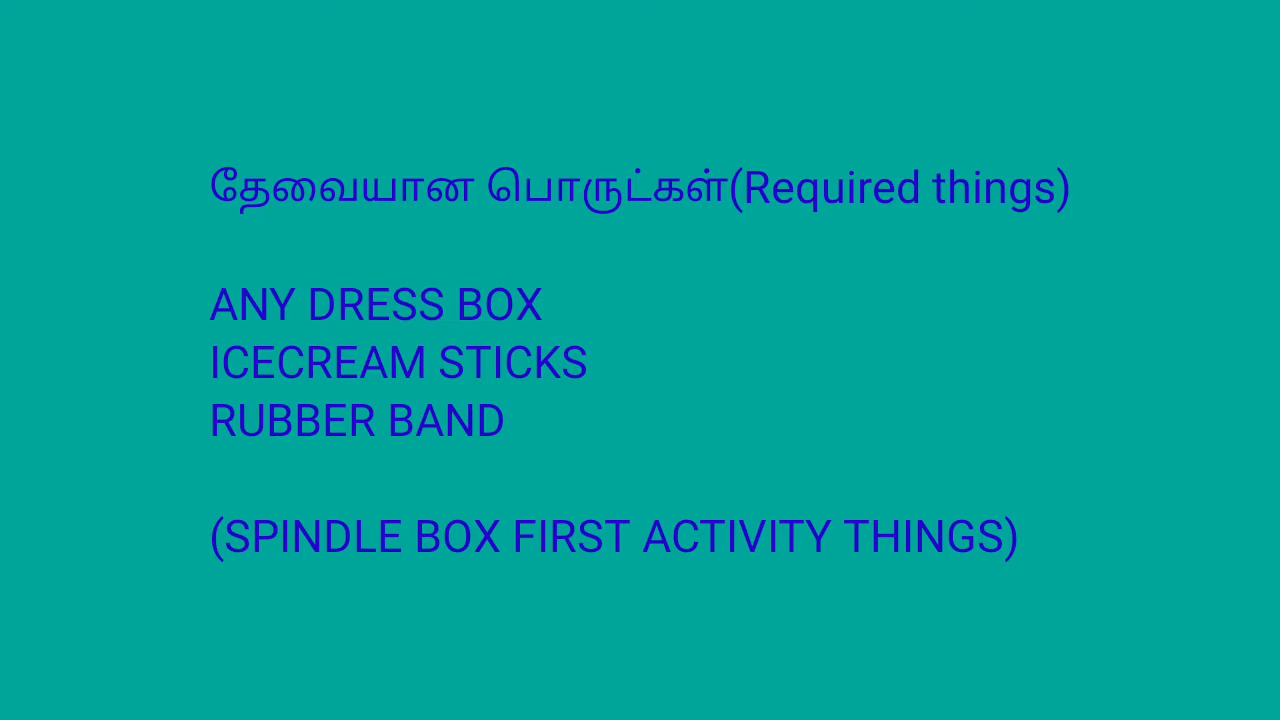 தேவையான பொருட்கள்(Required things)
ANY DRESS BOX
ICECREAM STICKS
RUBBER BAND
(SPINDLE BOX FIRST ACTIVITY THINGS)